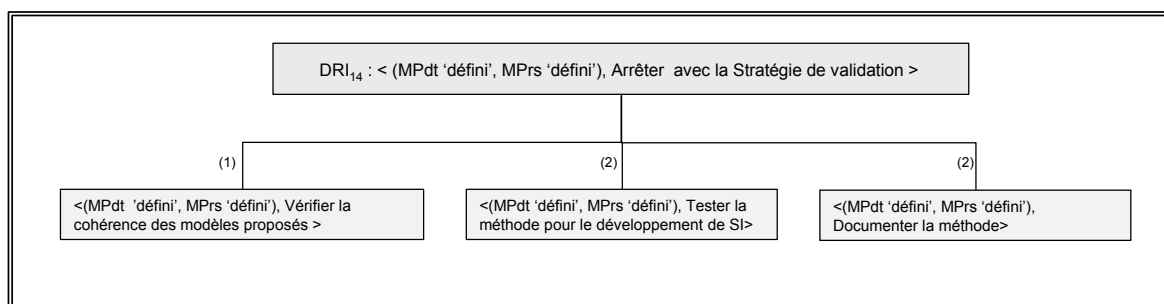 DRI14 : < (MPdt ‘défini’, MPrs ‘défini’), Arrêter avec la Stratégie de validation >
(1)
(2)
(2)
<(MPdt ’défini’, MPrs ‘défini’), Vérifier la
cohérence des modèles proposés >
<(MPdt ‘défini’, MPrs ‘défini’), Tester la
méthode pour le développement de SI>
<(MPdt ‘défini’, MPrs ‘défini’),
Documenter la méthode>